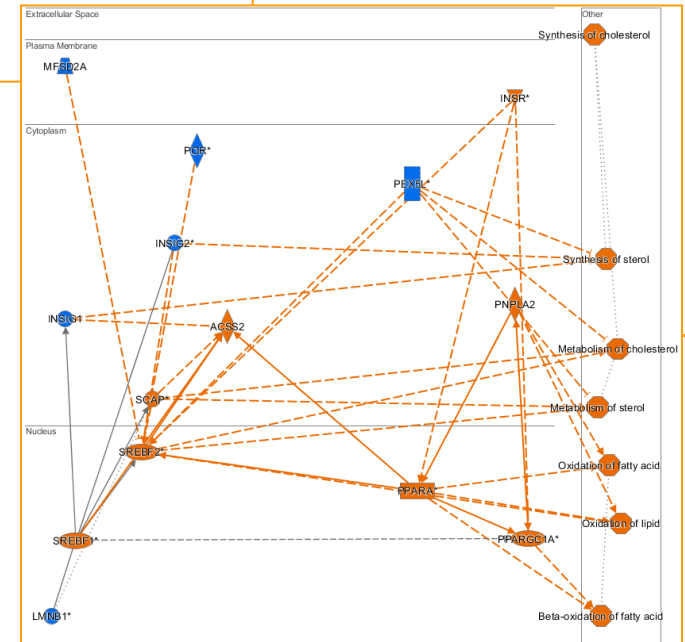 Extracellular Space
Other
Synthesis of cholesterol
Plasma Membrane
MFSD2A
INSR*
Cytoplasm
POR*
PEX5L*
INSIG2*
Synthesis of sterol
PNPLA2
INSIG1
ACSS2
Metabolism of cholesterol
SCAP*
Metabolism of sterol
Nucleus
SREBF2*
Oxidation of fatty acid
PPARA*
Oxidation of lipid
SREBF1*
PPARGC1A*
LMNB1*
Beta-oxidation of fatty acid